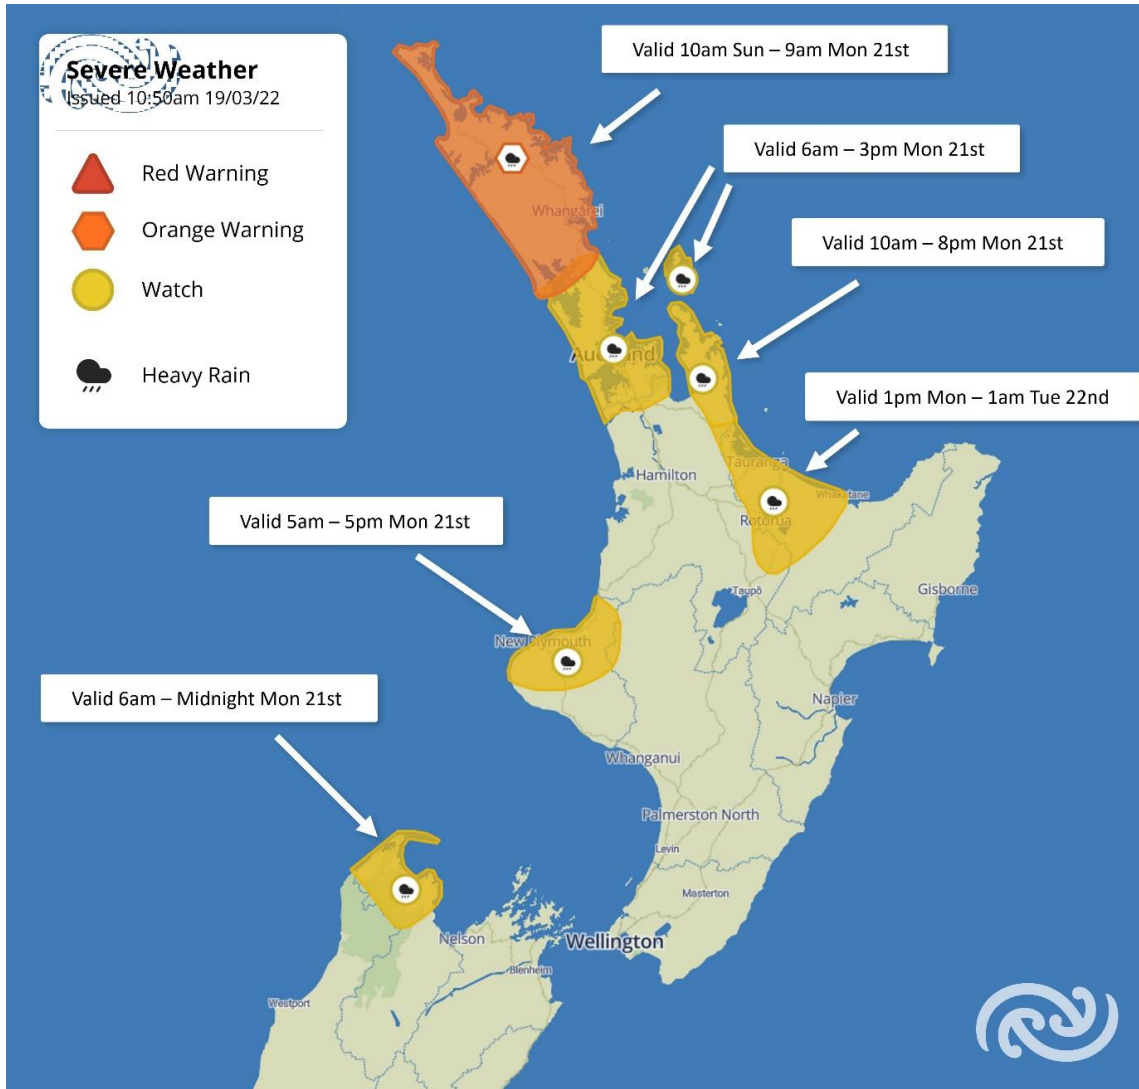 Severe Weather
Issued 10:50am 19/03/22
Red Warning
Orange Warning
Watch
Heavy Rain
Valid 10am Sun – 9am Mon 21st
Valid 6am – 3pm Mon 21st
Valid 10am – 8pm Mon 21st
Valid 1pm Mon – 1am Tue 22nd
Valid 5am – 5pm Mon 21st
Valid 6am – Midnight Mon 21st
Whangārei
Hamilton
Tauranga
Rotorua
Taupō
Gisborne
New Plymouth
Napier
Whanganui
Palmerston North
Levin
Masterton
Nelson
Wellington
Blenheim
Westport